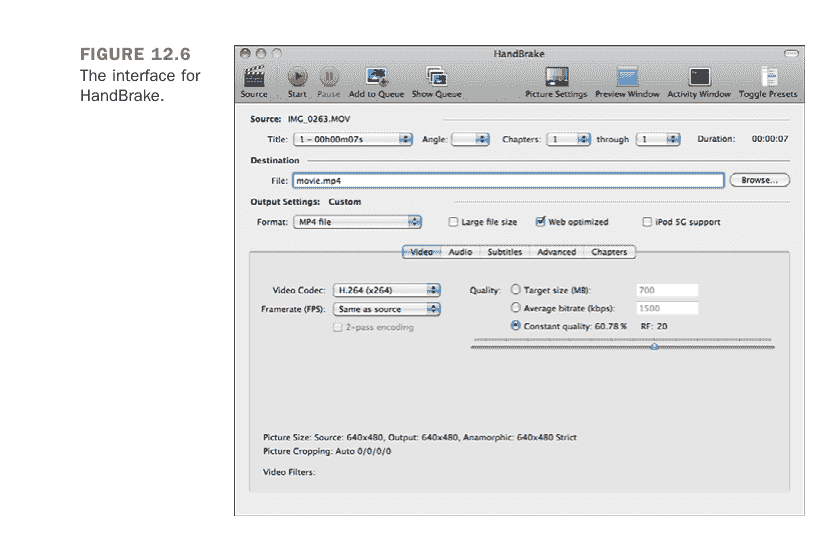 FIGURE 12.6
The interface for
HandBrake.
HandBrake
Source Start Pause Add to Queue Show Queue Picture Settings Preview Window Activity Window Toggle Presets
Source: IMG_0263.MOV
Title: 1 - 00h00m07s Angle: Chapters: 1 through 1 Duration: 00:00:07
Destination
File: movie.mp4 Browse...
Output Settings: Custom
Format: MP4 file Large file size Web optimized iPod 5G support
Video Audio Subtitles Advanced Chapters
Video Codec: H.264 (x264) Quality: Target size (MB): 700
Framerate (FPS): Same as source Average bitrate (kbps): 1500
2-pass encoding Constant quality: 60.78 % RF: 20
Picture Size: Source: 640x480, Output: 640x480, Anamorphic: 640x480 Strict
Picture Cropping: Auto 0/0/0/0
Video Filters: